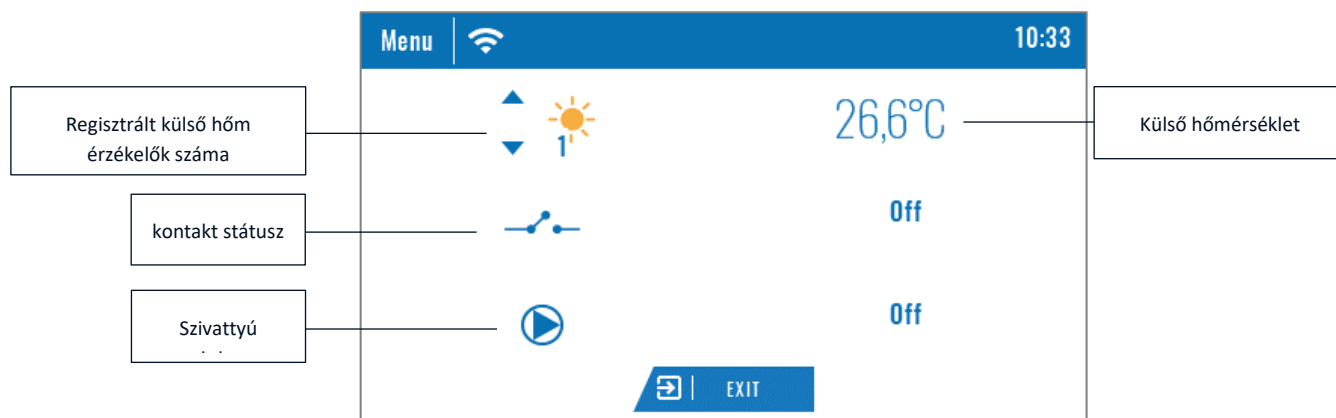 Menu
10:33
Regisztrált külső hőm
érzékelők száma
1
26,6°C
Külső hőmérséklet
kontakt státusz
Off
Szivattyú
Off
EXIT